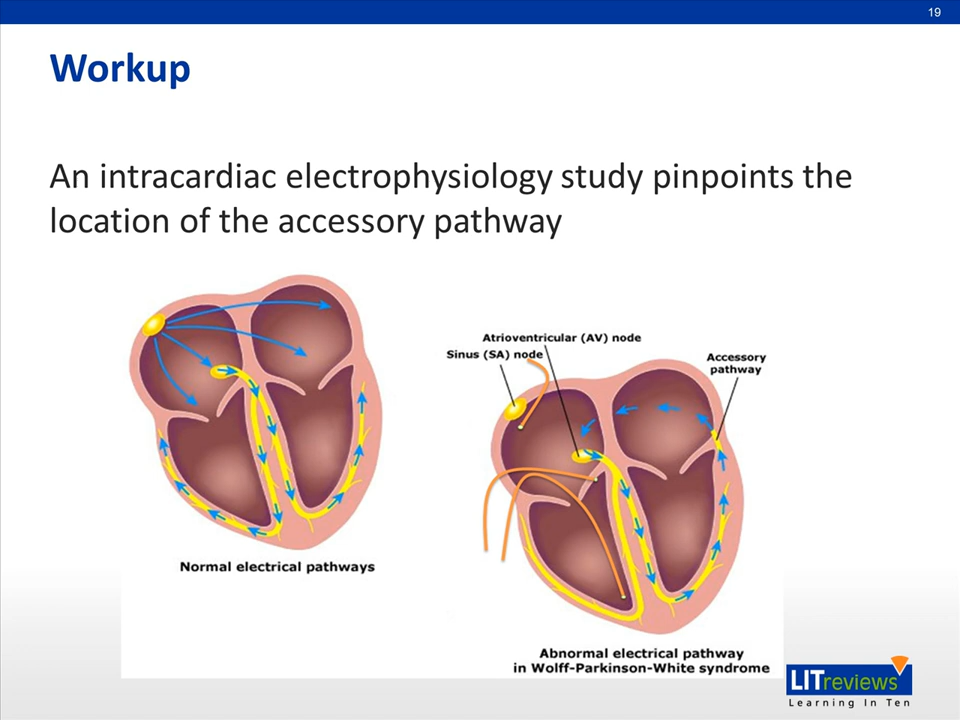 19
Workup
An intracardiac electrophysiology study pinpoints the
location of the accessory pathway
Atrioventricular (AV) node
Sinus (SA) node
Accessory
pathway
Normal electrical pathways
Abnormal electrical pathway
in Wolff-Parkinson-White syndrome
LITreviews
Learning In Ten